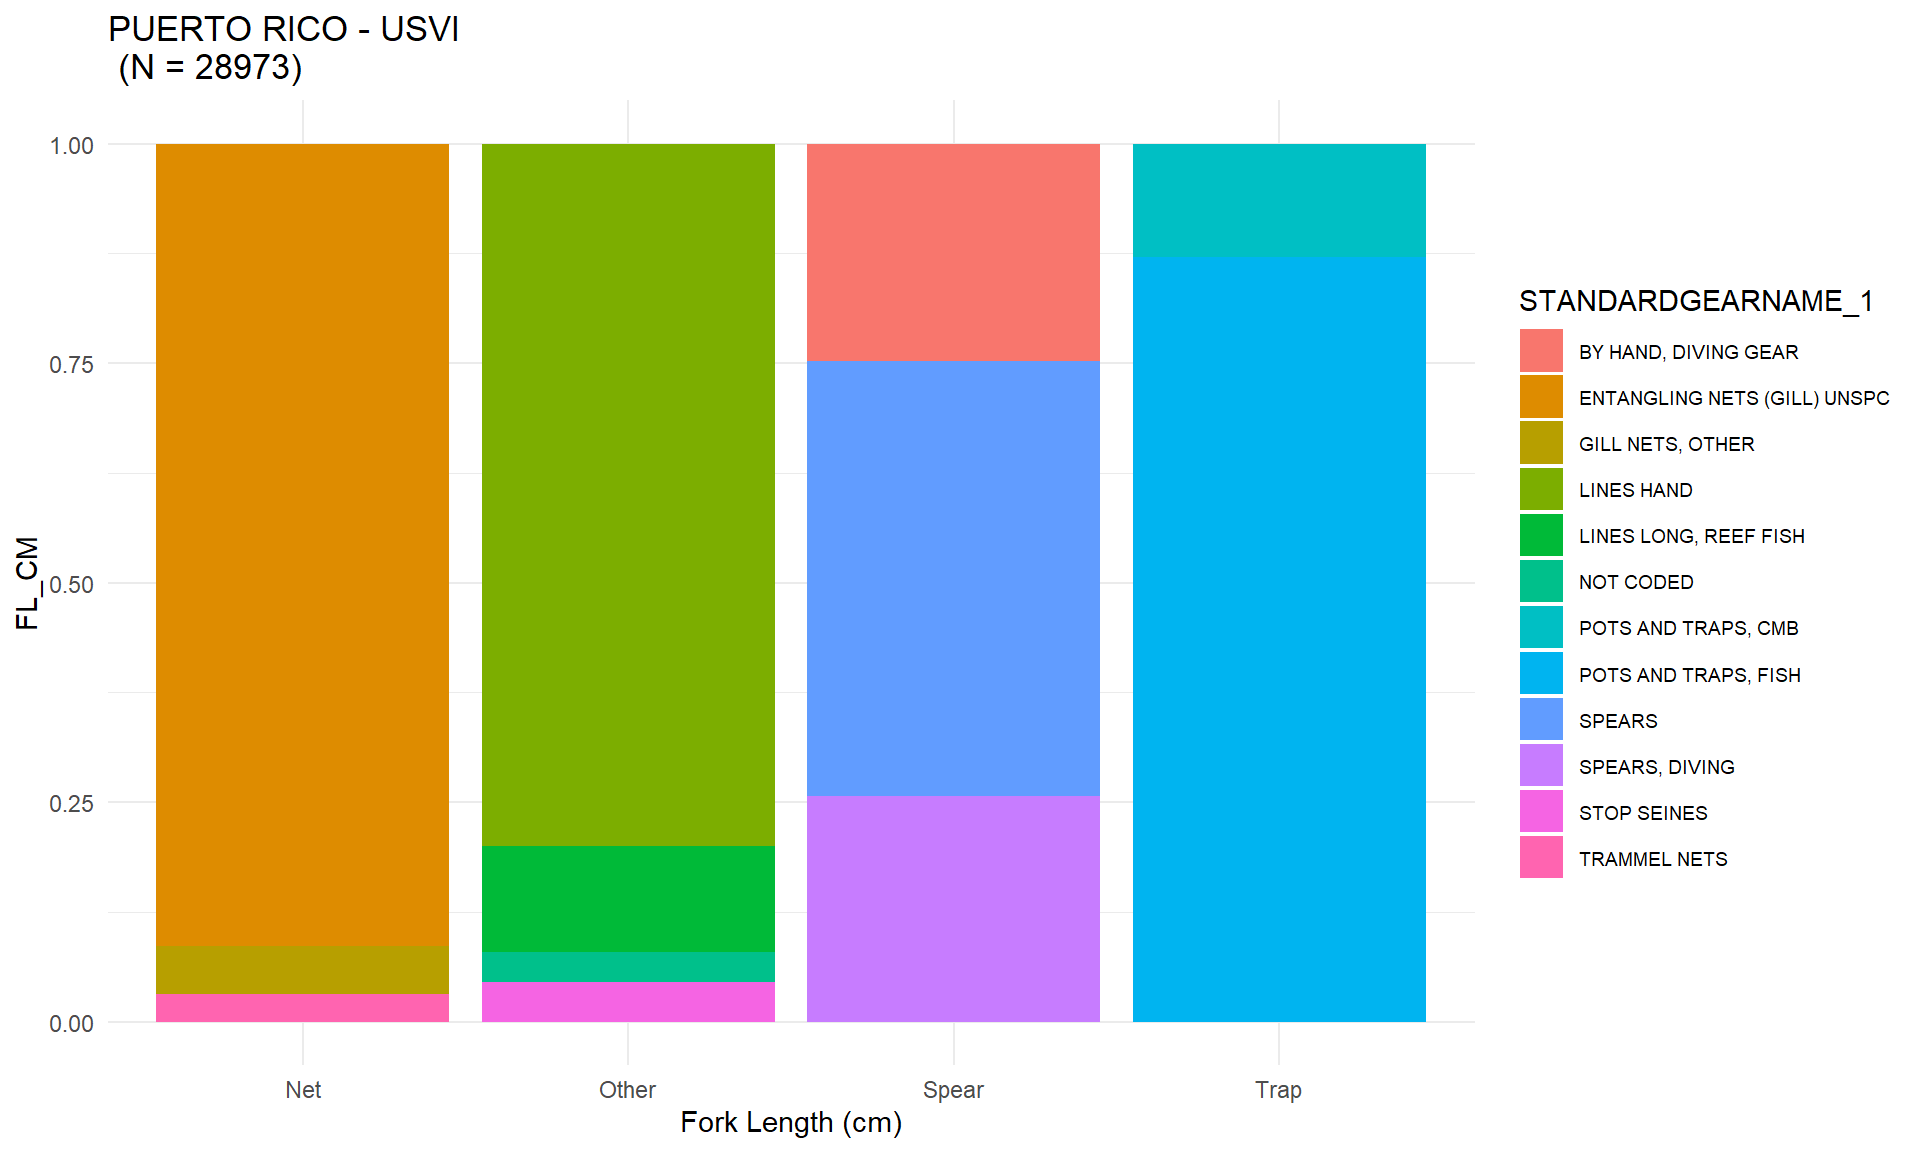 PUERTO RICO - USVI
(N = 28973)
1.00
0.75
0.50
0.25
0.00
FL_CM
Net
Other
Spear
Trap
Fork Length (cm)
STANDARDGEARNAME_1
BY HAND, DIVING GEAR
ENTANGLING NETS (GILL) UNSPC
GILL NETS, OTHER
LINES HAND
LINES LONG, REEF FISH
NOT CODED
POTS AND TRAPS, CMB
POTS AND TRAPS, FISH
SPEARS
SPEARS, DIVING
STOP SEINES
TRAMMEL NETS